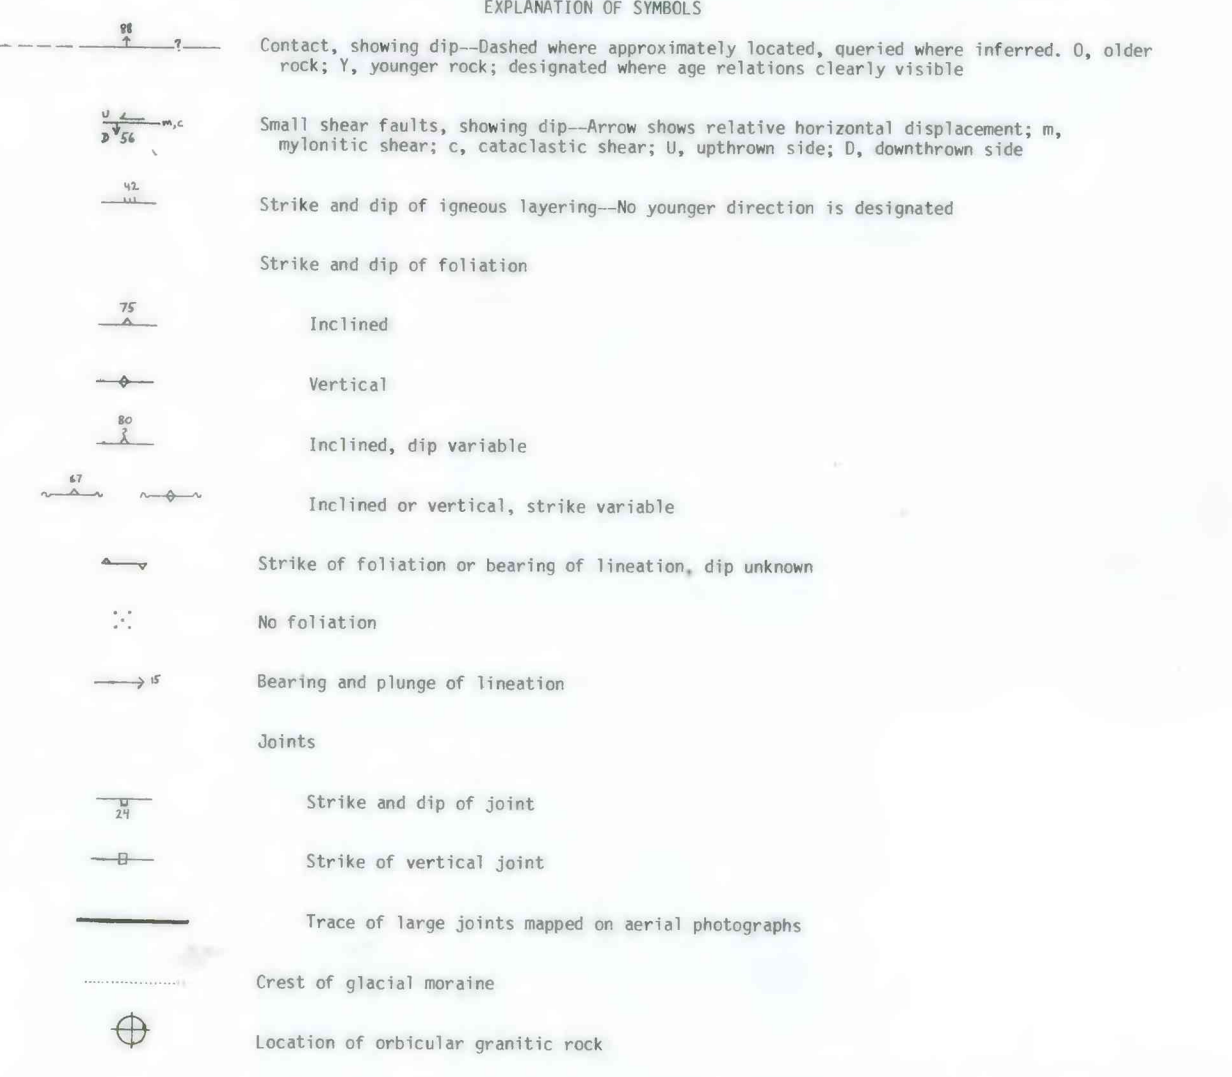 EXPLANATION OF SYMBOLS
88
?
Contact, showing dip--Dashed where approximately located, queried where inferred. O, older
rock; Y, younger rock; designated where age relations clearly visible
U
m,c
D 56
Small shear faults, showing dip--Arrow shows relative horizontal displacement; m,
mylonitic shear; c, cataclastic shear; U, upthrown side; D, downthrown side
42
Strike and dip of igneous layering--No younger direction is designated
Strike and dip of foliation
75
Inclined
Vertical
80
Inclined, dip variable
67
Inclined or vertical, strike variable
Strike of foliation or bearing of lineation, dip unknown
No foliation
15
Bearing and plunge of lineation
Joints
Strike and dip of joint
24
Strike of vertical joint
Trace of large joints mapped on aerial photographs
Crest of glacial moraine
Location of orbicular granitic rock